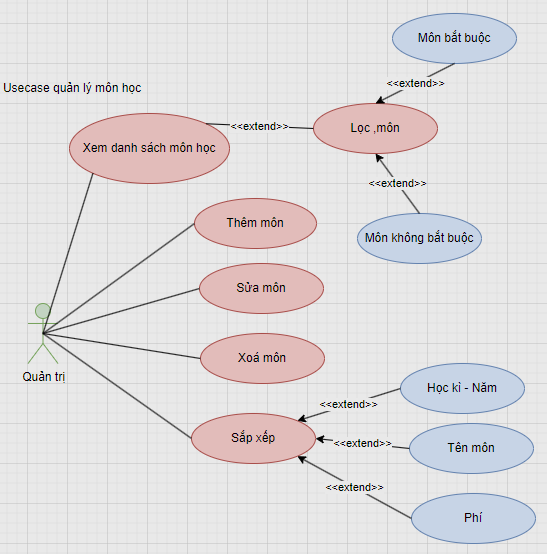 Môn bắt buộc
<<extend>>
Usecase quản lý môn học
<<extend>>
Lọc ,môn
Xem danh sách môn học
<<extend>>
Thêm môn
Môn không bắt buộc
Sửa môn
Xoá môn
Quản trị
Học kì - Năm
<<extend>>
Sắp xếp
<<extend>>
Tên môn
<<extend>>
Phí